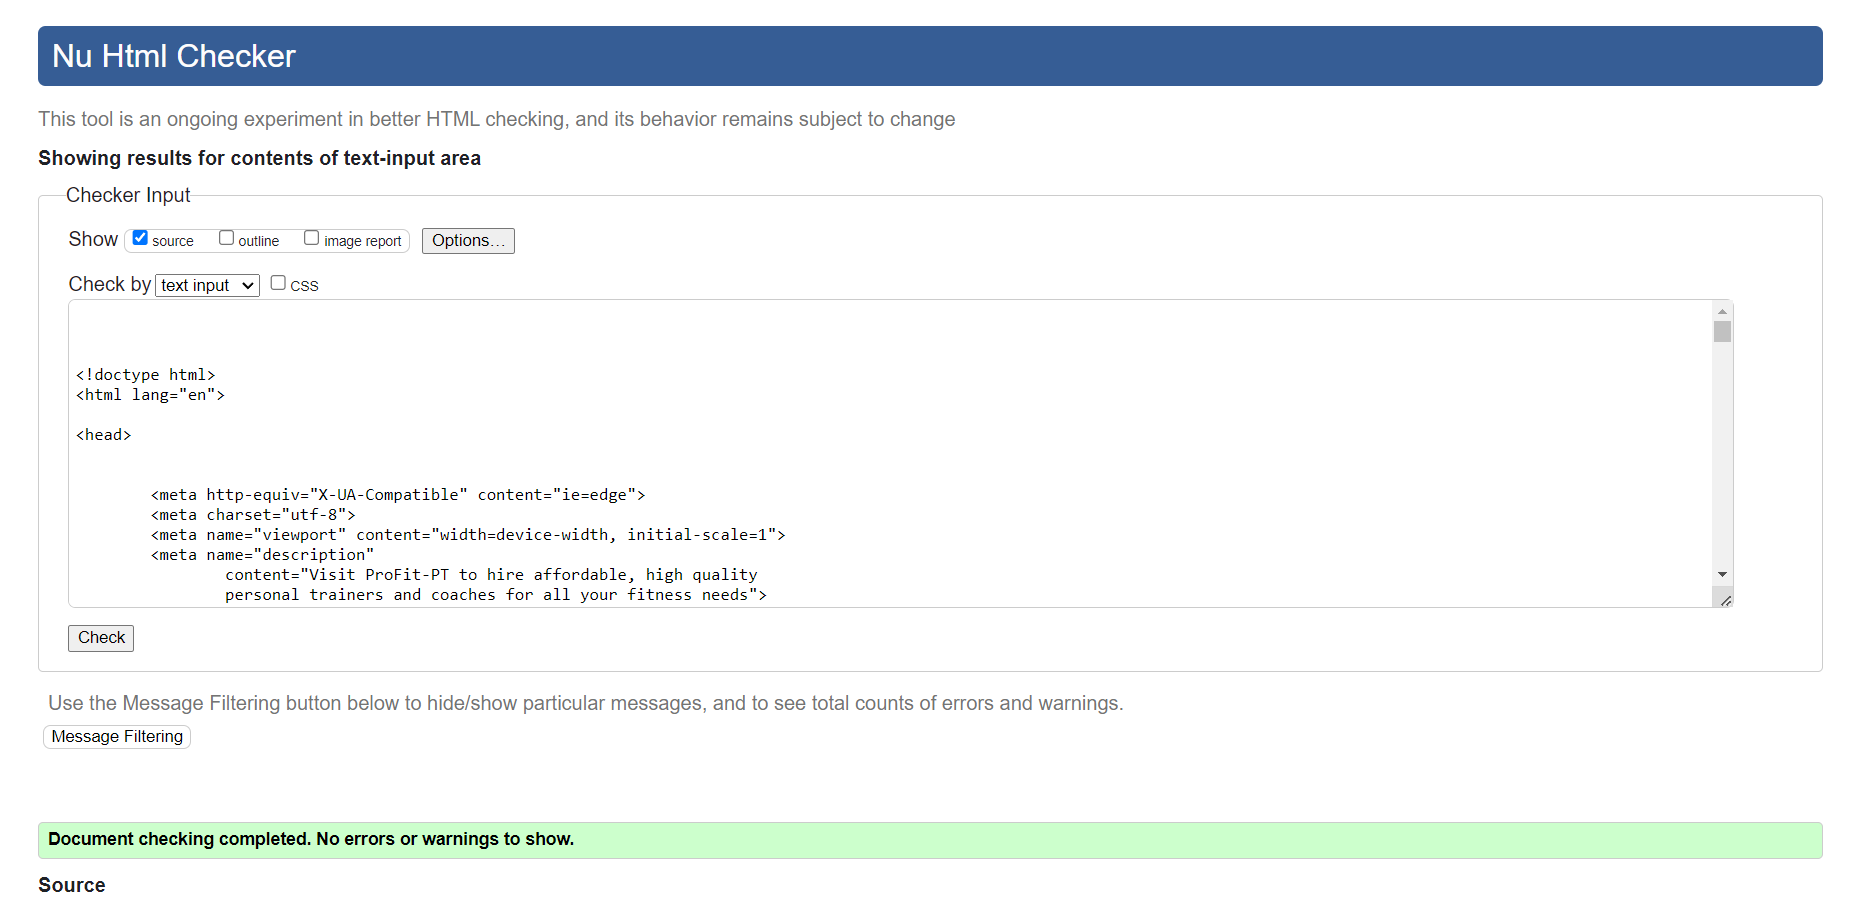 Nu Html Checker
This tool is an ongoing experiment in better HTML checking, and its behavior remains subject to change
Showing results for contents of text-input area
Checker Input
Show source outline image report Options...
Check by text input CSS
<!doctype html>
<html lang="en">
<head>
<meta http-equiv="X-UA-Compatible" content="ie=edge">
<meta charset="utf-8">
<meta name="viewport" content="width=device-width, initial-scale=1">
<meta name="description"
content="Visit ProFit-PT to hire affordable, high quality
personal trainers and coaches for all your fitness needs">
Check
Use the Message Filtering button below to hide/show particular messages, and to see total counts of errors and warnings.
Message Filtering
Document checking completed. No errors or warnings to show.
Source